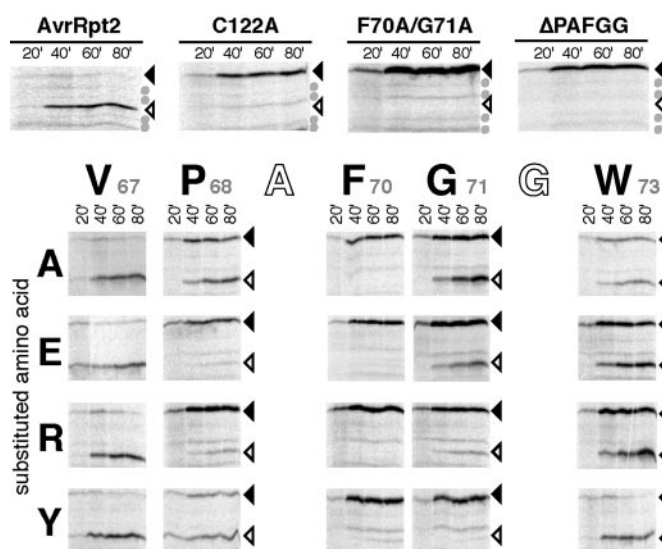 AvrRpt2 C122A F70A/G71A ΔPAFGG
20' 40' 60' 80' 20' 40' 60' 80' 20' 40' 60' 80' 20' 40' 60' 80'
V 67 P 68 A F 70 G 71 G W 73
20' 40' 60' 80' 20' 40' 60' 80' 20' 40' 60' 80' 20' 40' 60' 80' 20' 40' 60' 80'
substituted amino acid
A
E
R
Y